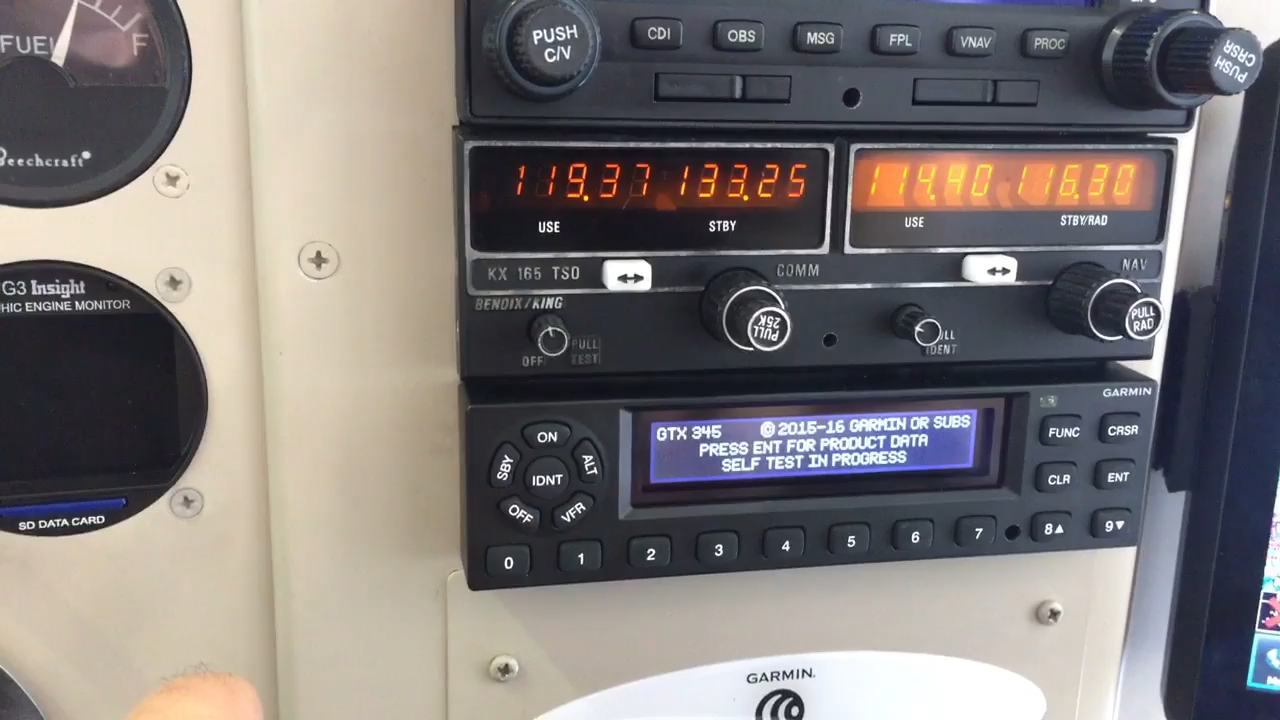 FUEL F
Beechcraft
PUSH C/V
CDI OBS MSG FPL VNAV PROC
PUSH CRSR
119.37 133.25 114.40 116.30
USE STBY USE STBY/RAD
KX 165 TSO COMM NAV
BENDIX/KING
OFF PULL TEST PULL 25K IDENT PULL RAD
G3 Insight
HIC ENGINE MONITOR
SD DATA CARD
GARMIN
GTX 345 © 2015-16 GARMIN OR SUBS
PRESS ENT FOR PRODUCT DATA
SELF TEST IN PROGRESS
ON
SBY IDNT ALT
OFF VFR
FUNC CRSR
CLR ENT
0 1 2 3 4 5 6 7 8▲ 9▼
GARMIN.